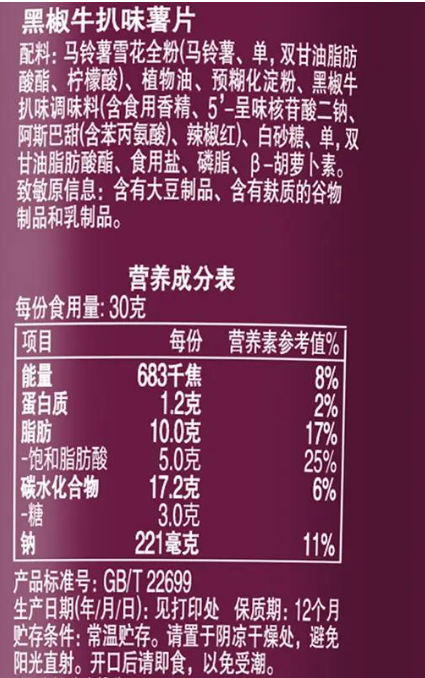 黑椒牛扒味薯片
配料: 马铃薯雪花全粉(马铃薯、单, 双甘油脂肪
酸酯、柠檬酸)、植物油、预糊化淀粉、黑椒牛
扒味调味料(含食用香精、5'-呈味核苷酸二钠、
阿斯巴甜(含苯丙氨酸)、辣椒红)、白砂糖、单, 双
甘油脂肪酸酯、食用盐、磷脂、β-胡萝卜素。
致敏原信息: 含有大豆制品、含有麸质的谷物
制品和乳制品。
营养成分表
每份食用量: 30克
项目 每份 营养素参考值%
能量 683千焦 8%
蛋白质 1.2克 2%
脂肪 10.0克 17%
-饱和脂肪酸 5.0克 25%
碳水化合物 17.2克 6%
-糖 3.0克
钠 221毫克 11%
产品标准号: GB/T 22699
生产日期(年/月/日): 见打印处 保质期: 12个月
贮存条件: 常温贮存。请置于阴凉干燥处, 避免
阳光直射。开口后请即食, 以免受潮。